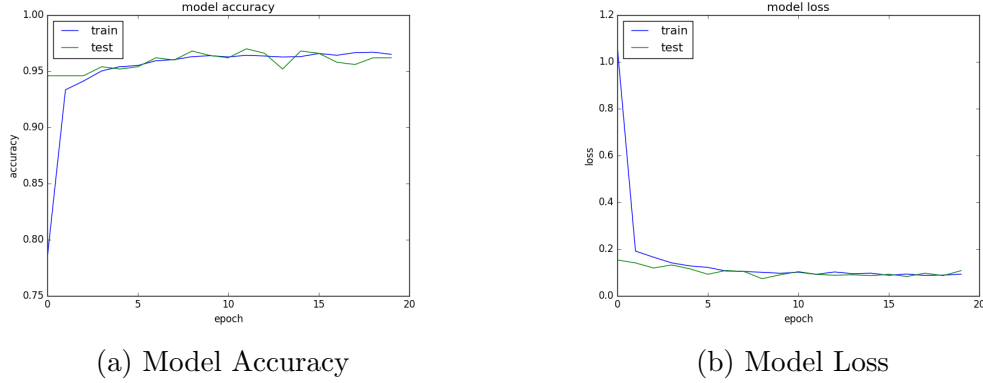 model accuracy
1.00
0.95
0.90
0.85
0.80
0.75
accuracy
train
test
0
5
10
15
20
epoch
(a) Model Accuracy
model loss
1.2
1.0
0.8
0.6
0.4
0.2
0.0
loss
train
test
0
5
10
15
20
epoch
(b) Model Loss